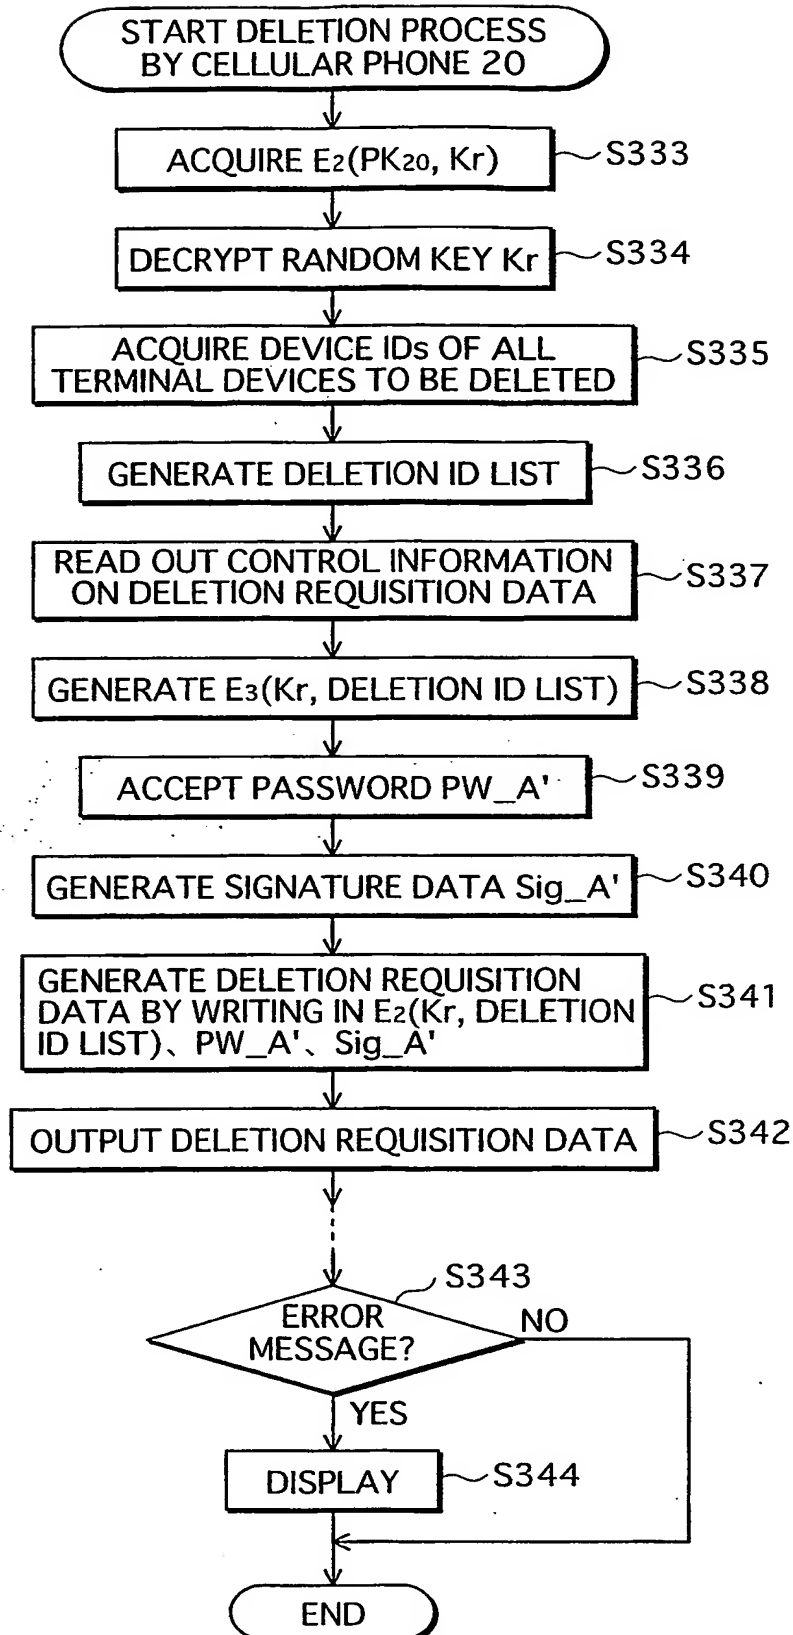 START DELETION PROCESS
BY CELLULAR PHONE 20
ACQUIRE E2(PK20, Kr)
S333
DECRYPT RANDOM KEY Kr
S334
ACQUIRE DEVICE IDs OF ALL
TERMINAL DEVICES TO BE DELETED
S335
GENERATE DELETION ID LIST
S336
READ OUT CONTROL INFORMATION
ON DELETION REQUISITION DATA
S337
GENERATE E3(Kr, DELETION ID LIST)
S338
ACCEPT PASSWORD PW_A'
S339
GENERATE SIGNATURE DATA Sig_A'
S340
GENERATE DELETION REQUISITION
DATA BY WRITING IN E2(Kr, DELETION
ID LIST)、PW_A'、Sig_A'
S341
OUTPUT DELETION REQUISITION DATA
S342
S343
ERROR
MESSAGE?
NO
YES
DISPLAY
S344
END